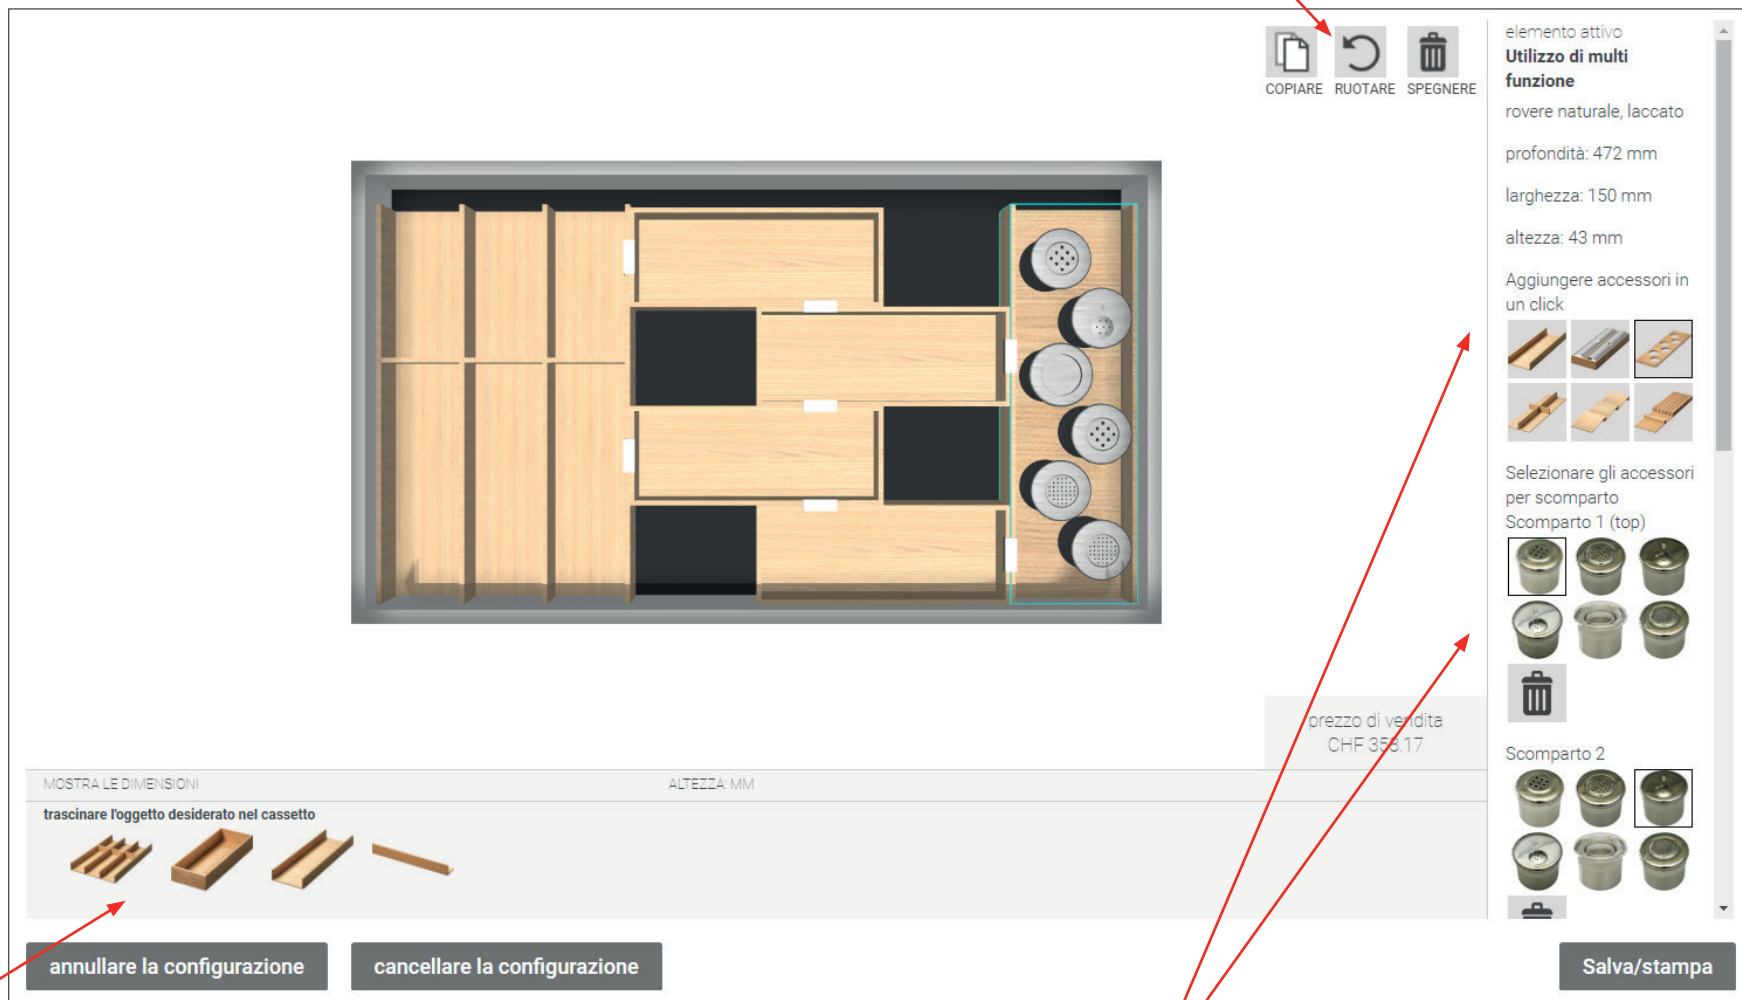 COPIARE RUOTARE SPEGNERE
elemento attivo
Utilizzo di multi
funzione
rovere naturale, laccato
profondità: 472 mm
larghezza: 150 mm
altezza: 43 mm
Aggiungere accessori in
un click
Selezionare gli accessori
per scomparto
Scomparto 1 (top)
Scomparto 2
prezzo di vendita
CHF 353.17
MOSTRA LE DIMENSIONI ALTEZZA: MM
trascinare l'oggetto desiderato nel cassetto
annullare la configurazione cancellare la configurazione Salva/stampa